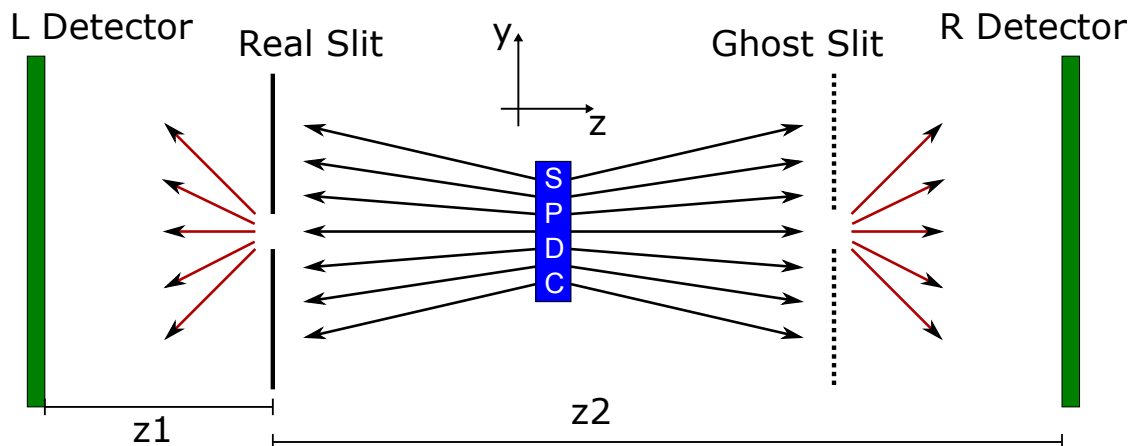 L Detector
Real Slit
y
z
Ghost Slit
R Detector
S
P
D
C
z1
z2